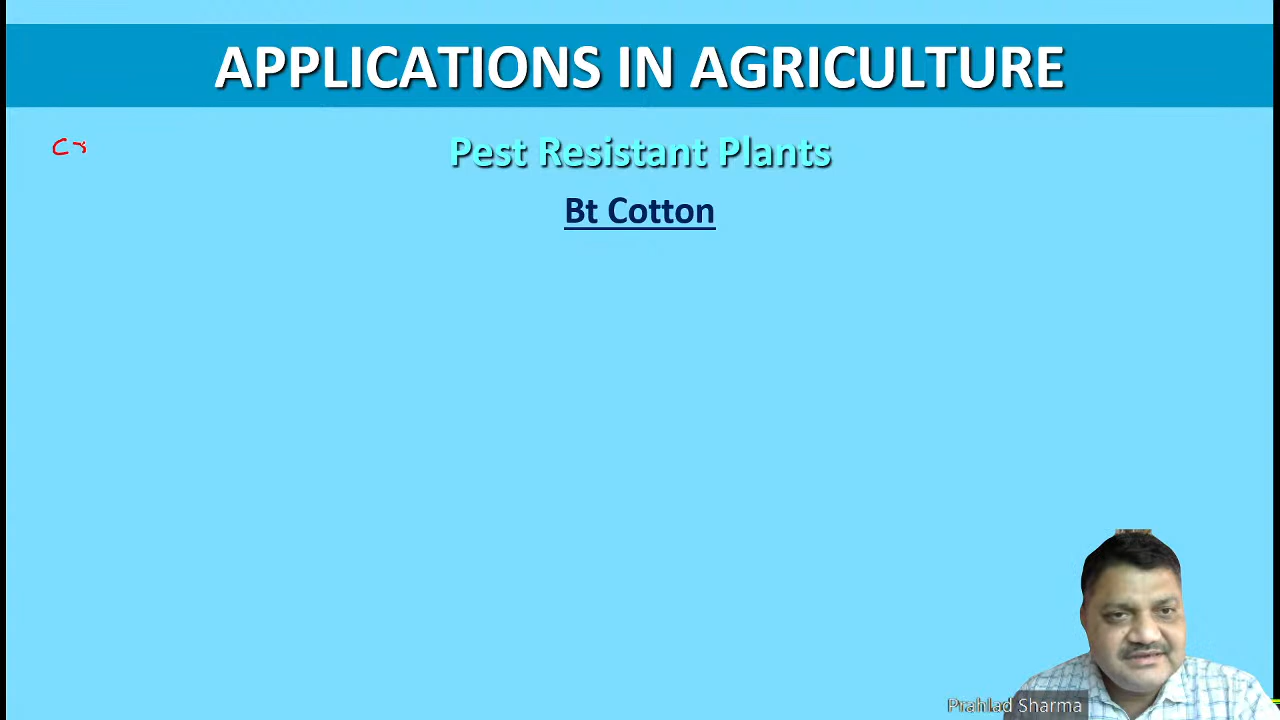 APPLICATIONS IN AGRICULTURE
Pest Resistant Plants
Bt Cotton
Prahlad Sharma